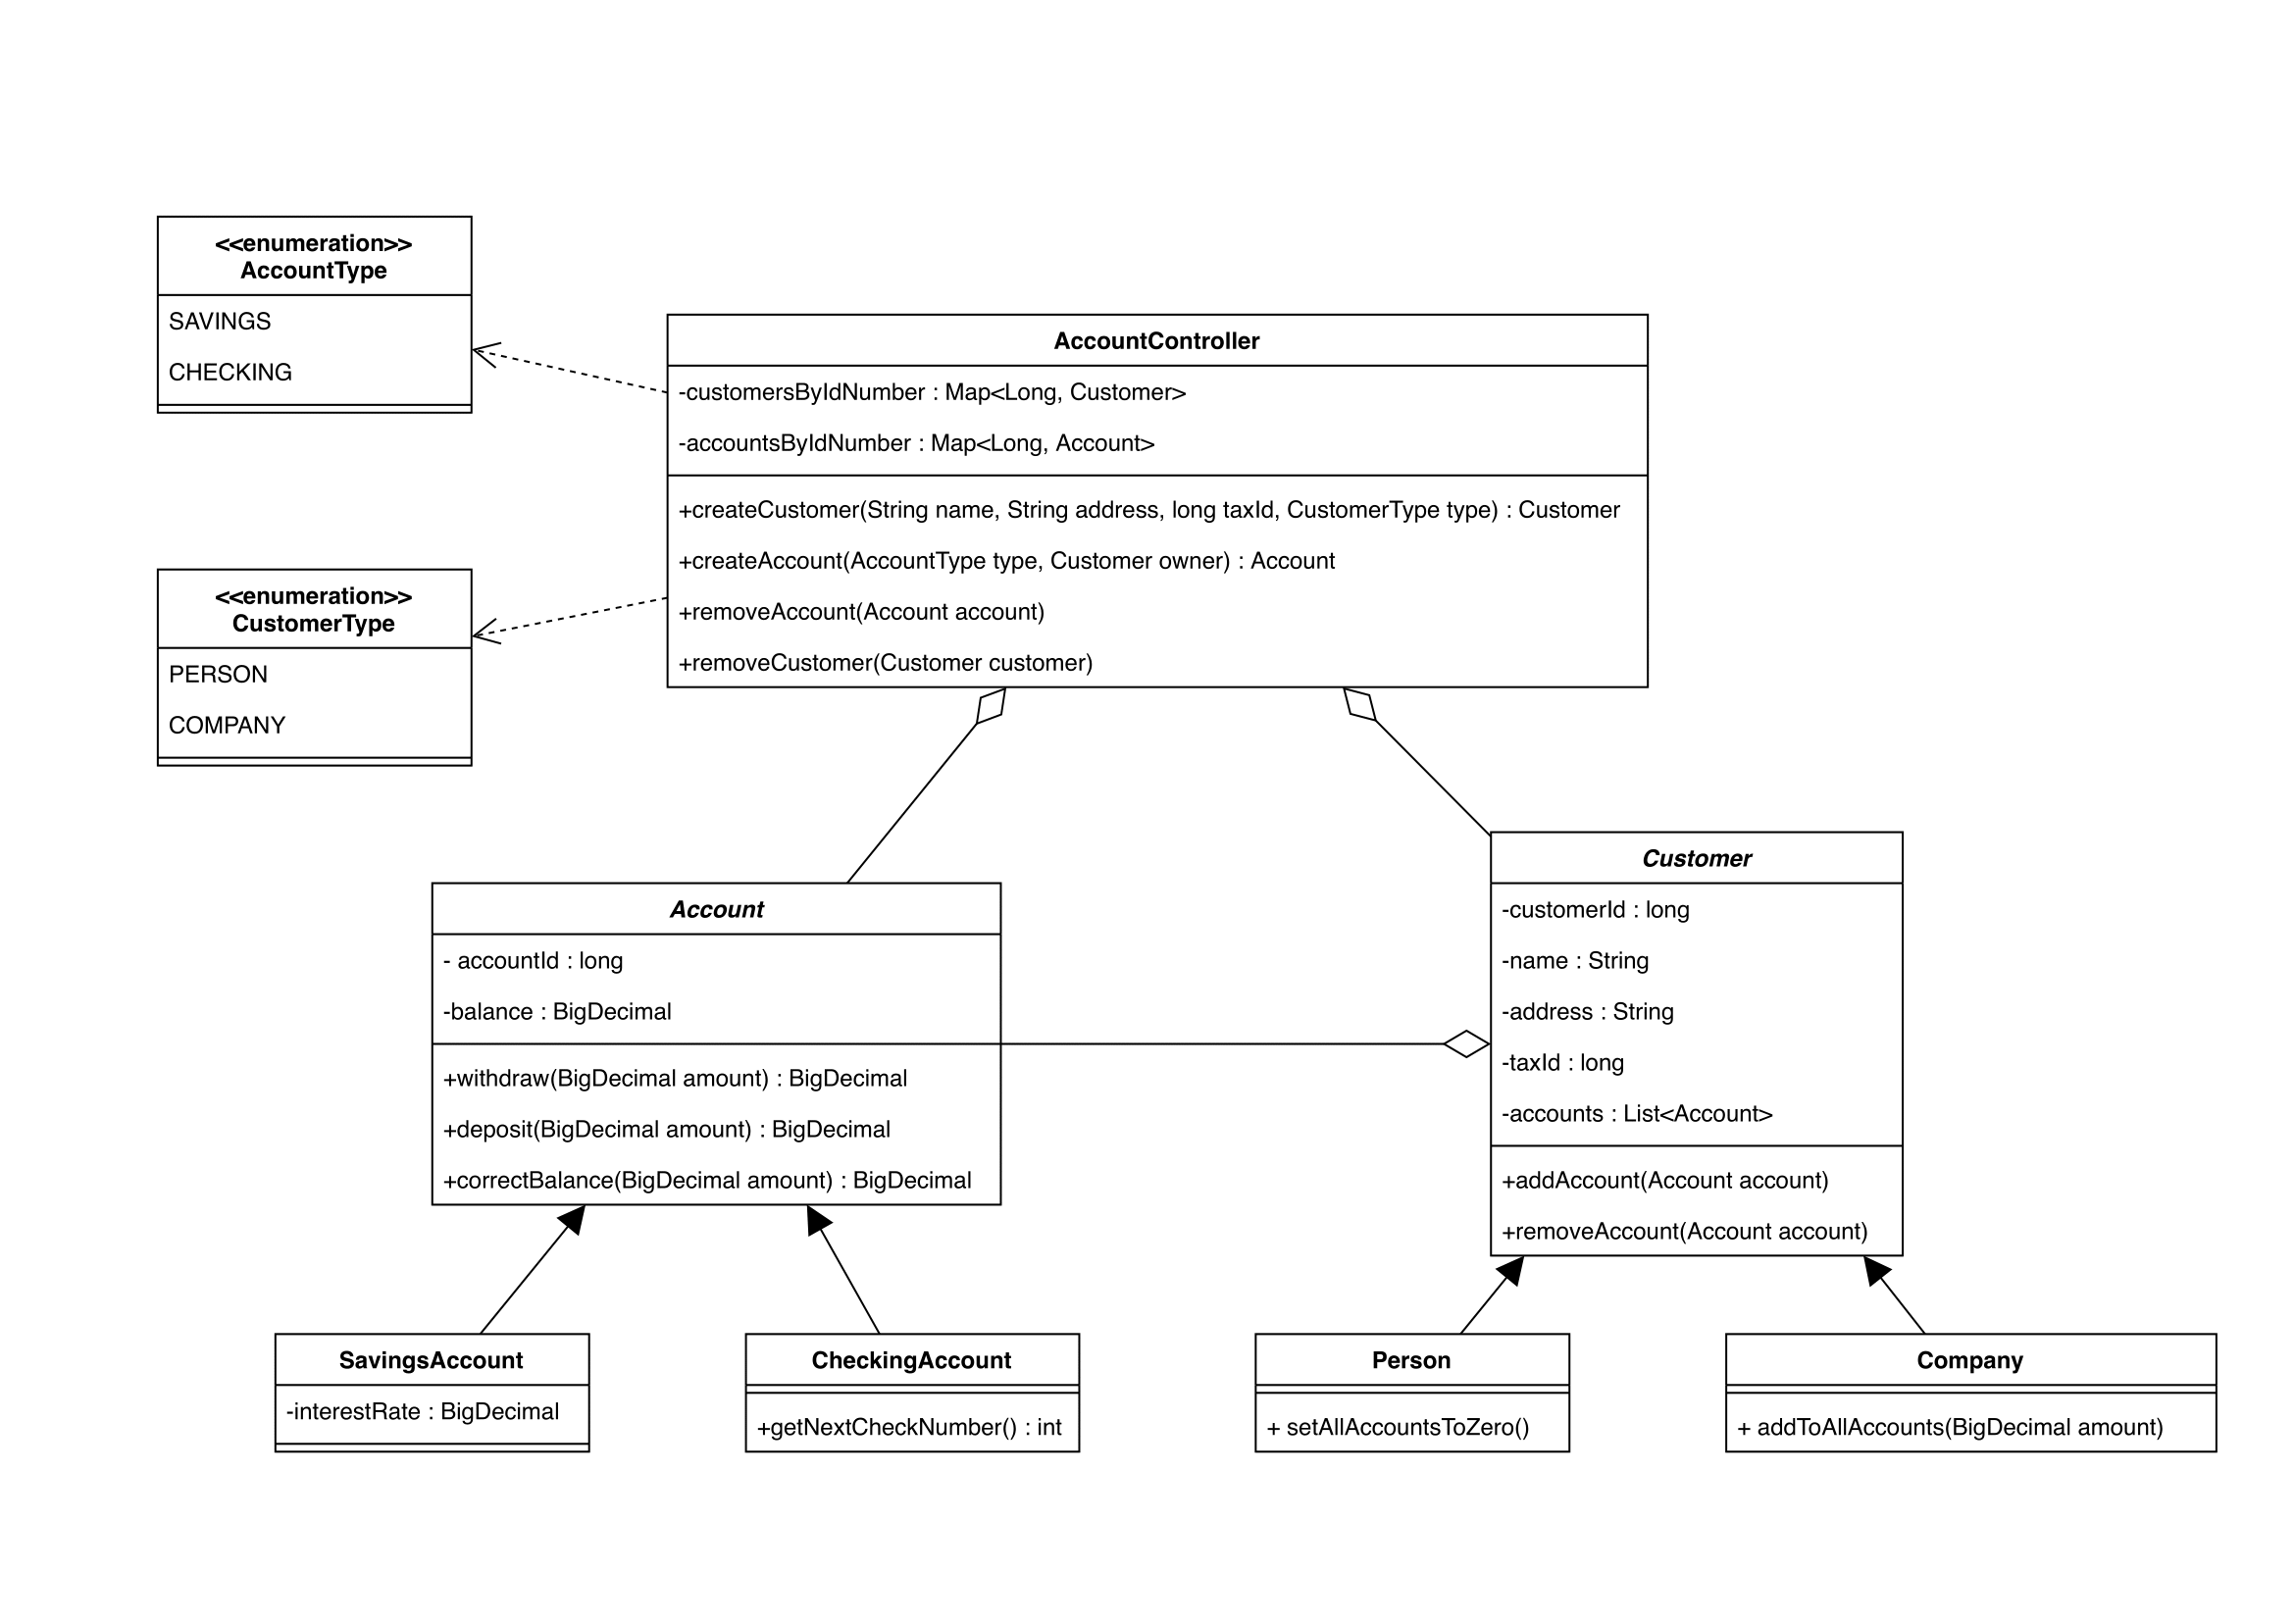 <<enumeration>>
AccountType
SAVINGS
CHECKING
<<enumeration>>
CustomerType
PERSON
COMPANY
AccountController
-customersByIdNumber : Map<Long, Customer>
-accountsByIdNumber : Map<Long, Account>
+createCustomer(String name, String address, long taxId, CustomerType type) : Customer
+createAccount(AccountType type, Customer owner) : Account
+removeAccount(Account account)
+removeCustomer(Customer customer)
Account
- accountId : long
-balance : BigDecimal
+withdraw(BigDecimal amount) : BigDecimal
+deposit(BigDecimal amount) : BigDecimal
+correctBalance(BigDecimal amount) : BigDecimal
Customer
-customerId : long
-name : String
-address : String
-taxId : long
-accounts : List<Account>
+addAccount(Account account)
+removeAccount(Account account)
SavingsAccount
-interestRate : BigDecimal
CheckingAccount
+getNextCheckNumber() : int
Person
+ setAllAccountsToZero()
Company
+ addToAllAccounts(BigDecimal amount)